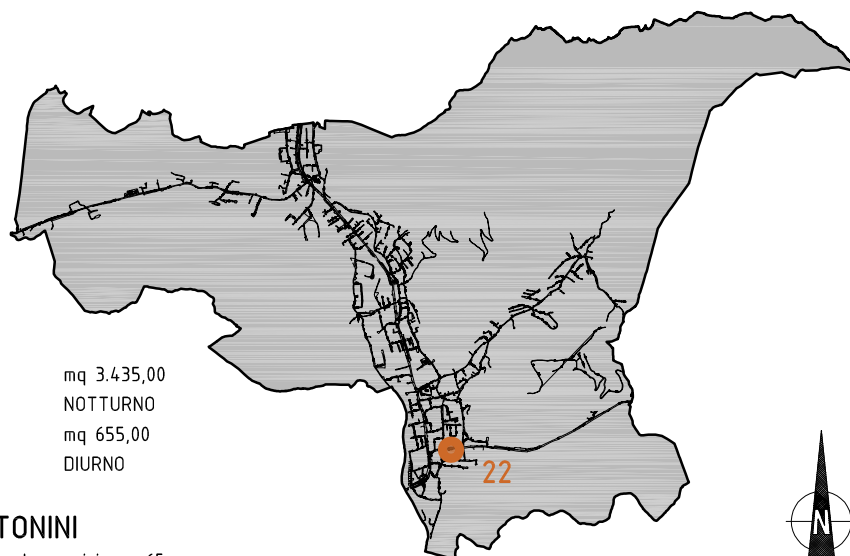 mq 3.435,00
NOTTURNO
mq 655,00
DIURNO
22
N
TONINI